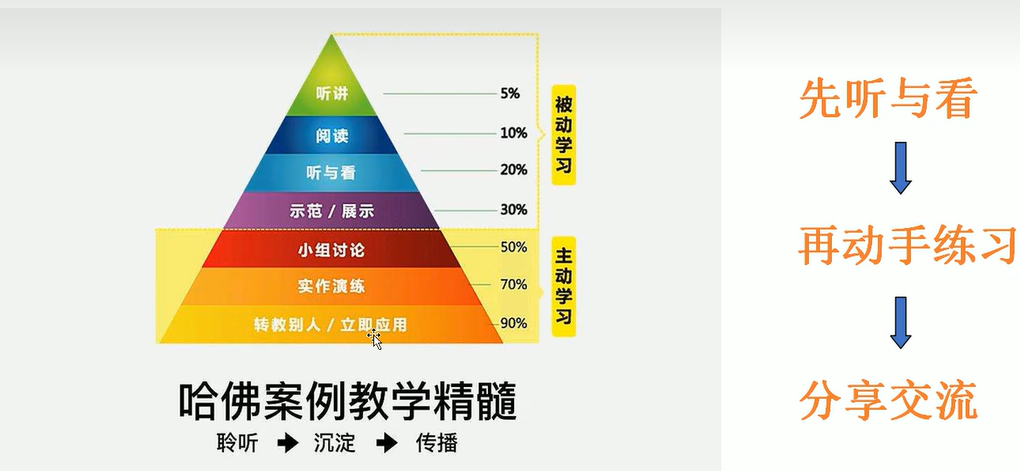 听讲
5%
阅读
10%
听与看
20%
示范 / 展示
30%
被动学习
小组讨论
50%
实作演练
70%
转教别人 / 立即应用
90%
主动学习
哈佛案例教学精髓
聆听 → 沉淀 → 传播
先听与看
再动手练习
分享交流